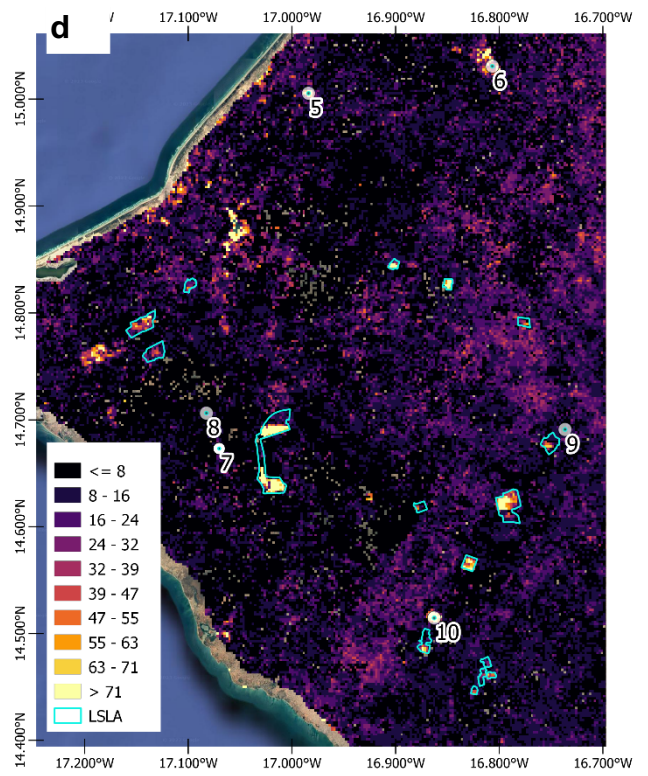 d
/
17.100°W 17.000°W 16.900°W 16.800°W 16.700°W
15.000°N
14.900°N
14.800°N
14.700°N
14.600°N
14.500°N
14.400°N
5
6
8
7
9
10
<= 8
8 - 16
16 - 24
24 - 32
32 - 39
39 - 47
47 - 55
55 - 63
63 - 71
> 71
LSLA
17.200°W 17.100°W 17.000°W 16.900°W 16.800°W 16.700°W